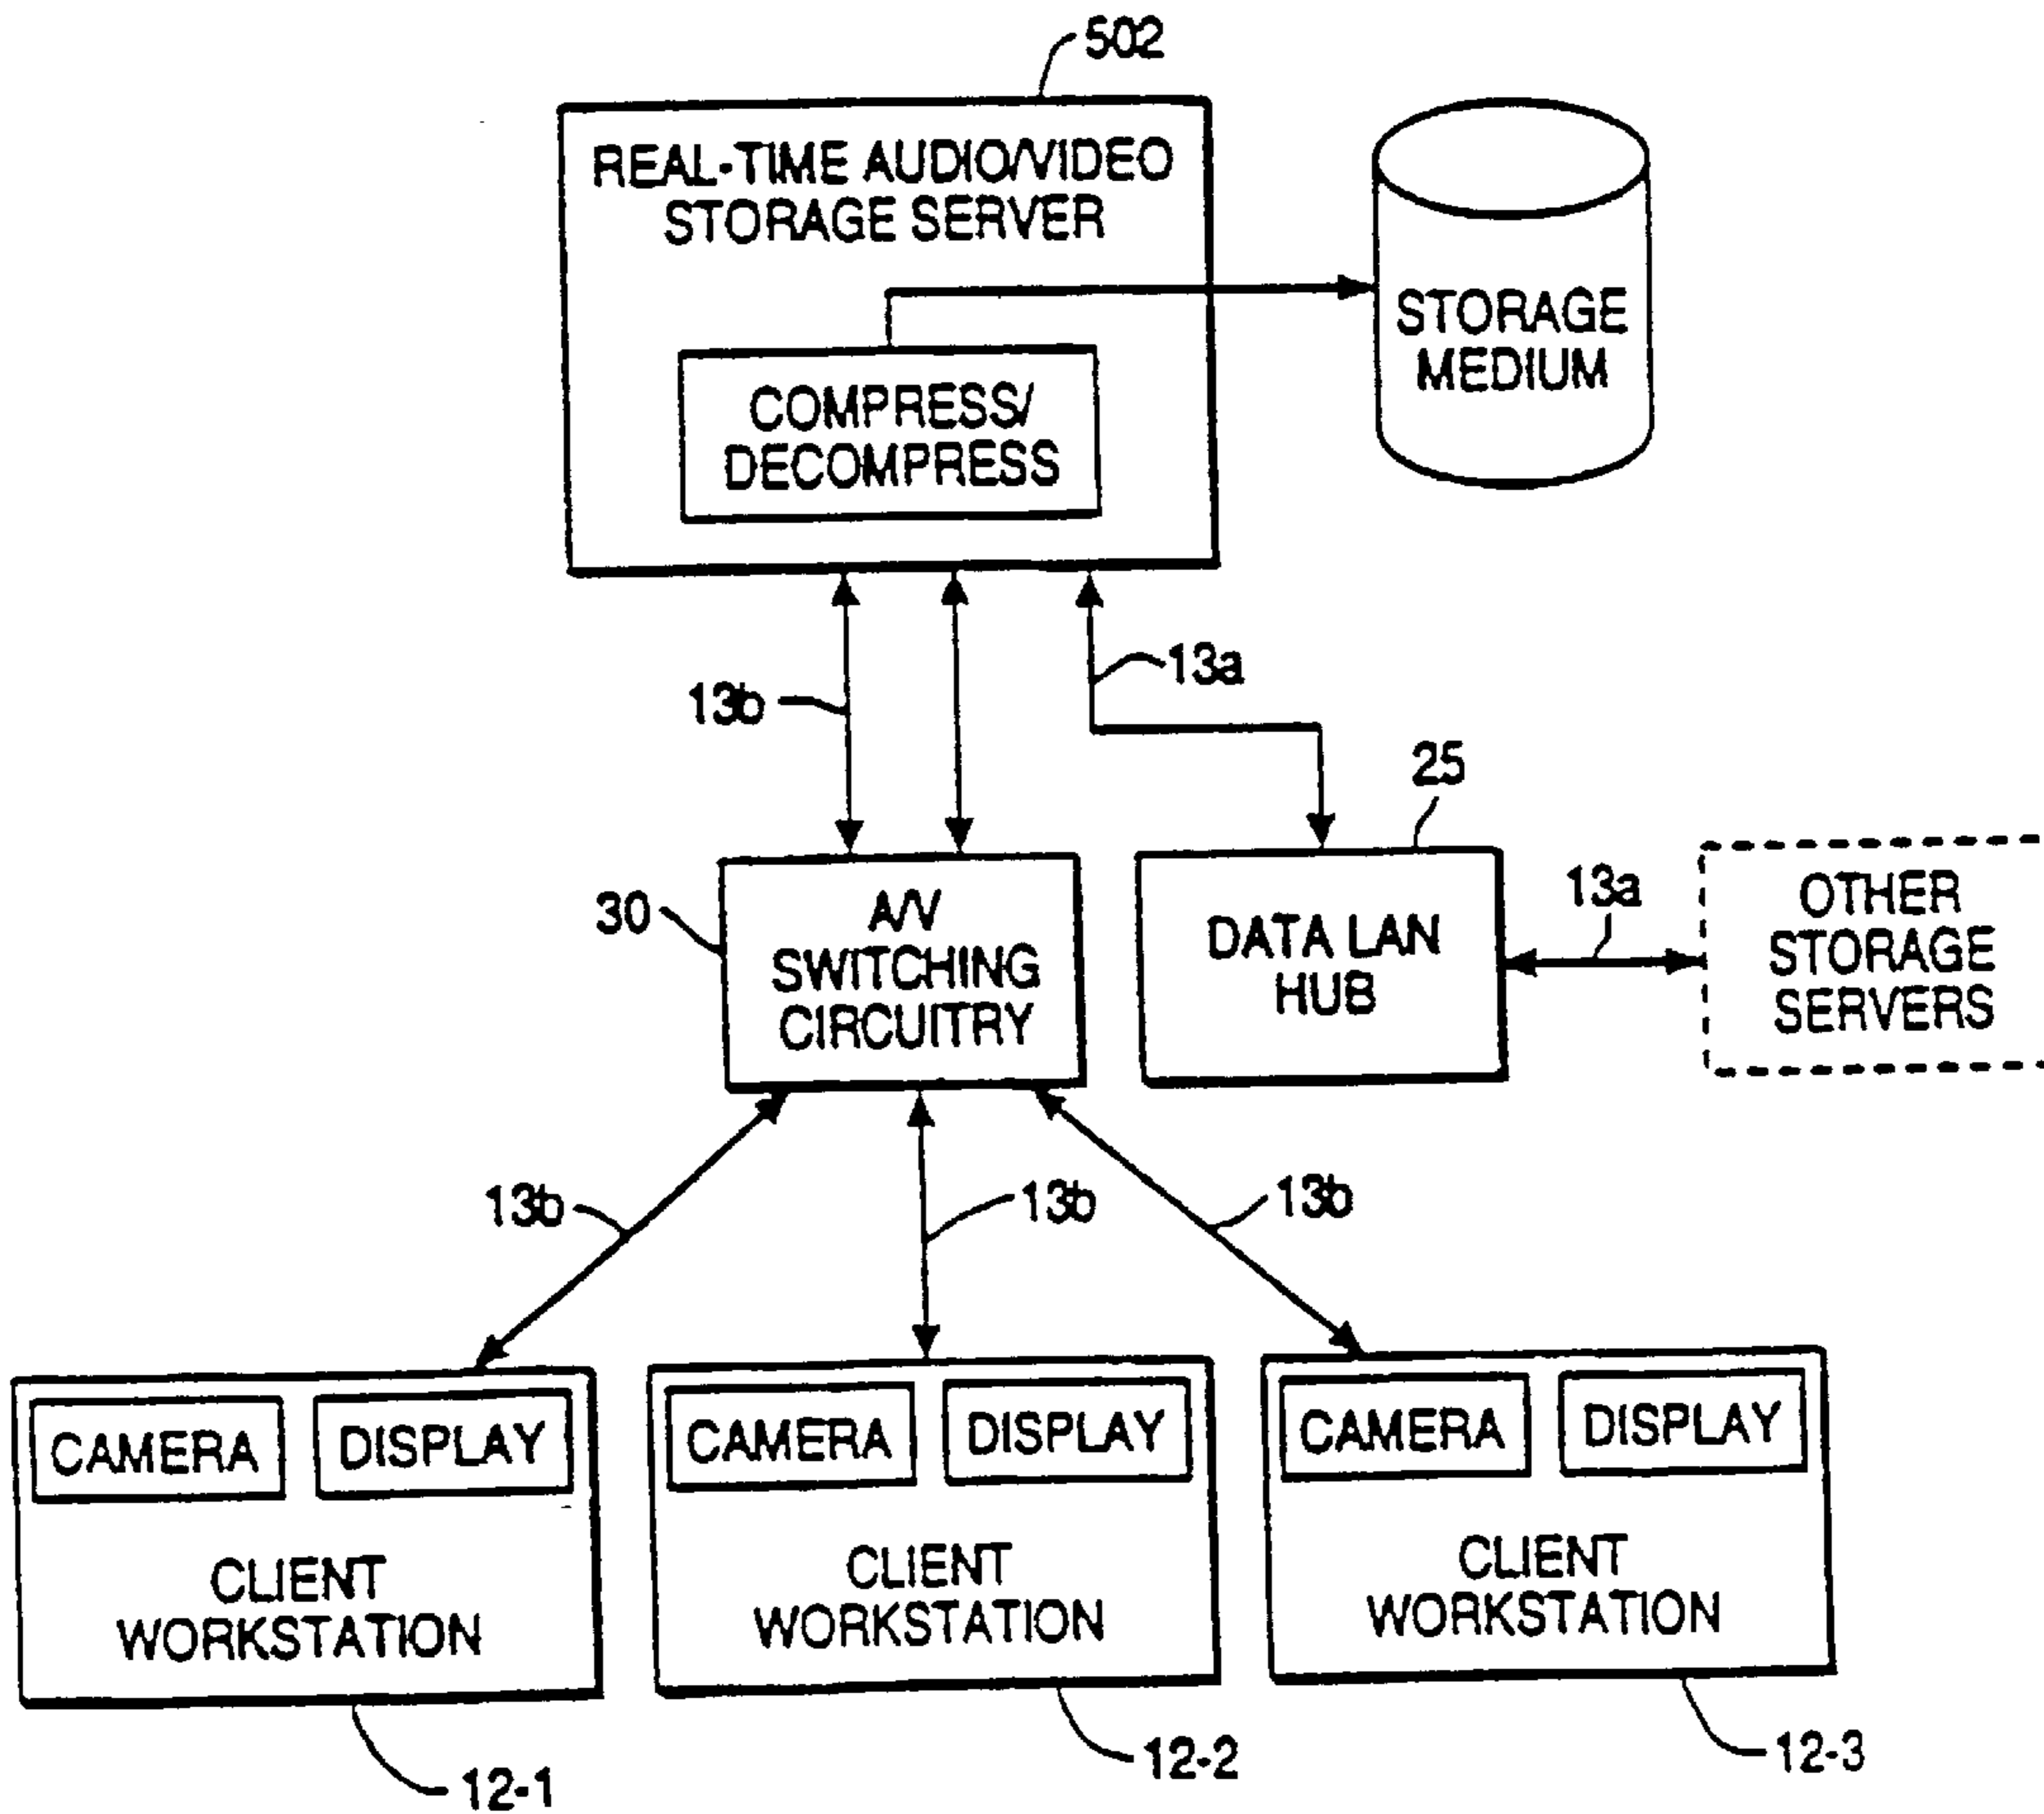 502
REAL-TIME AUDIO/VIDEO
STORAGE SERVER
STORAGE
MEDIUM
COMPRESS/
DECOMPRESS
13b
13a
25
30
A/V
SWITCHING
CIRCUITRY
DATA LAN
HUB
13a
OTHER
STORAGE
SERVERS
13b
13b
13b
CAMERA
DISPLAY
CLIENT
WORKSTATION
CAMERA
DISPLAY
CLIENT
WORKSTATION
CAMERA
DISPLAY
CLIENT
WORKSTATION
12-1
12-2
12-3